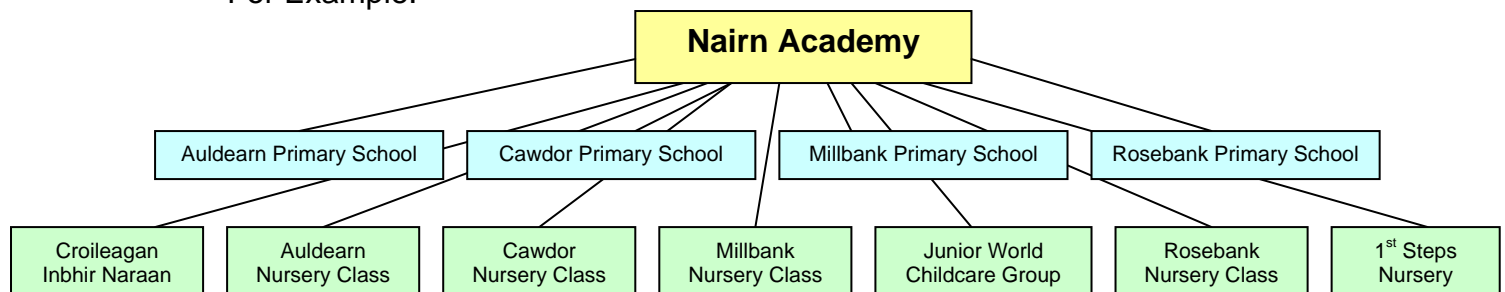 For Example:
Nairn Academy
Auldearn Primary School
Cawdor Primary School
Millbank Primary School
Rosebank Primary School
Croileagan
Inbhir Naraan
Auldearn
Nursery Class
Cawdor
Nursery Class
Millbank
Nursery Class
Junior World
Childcare Group
Rosebank
Nursery Class
1st Steps
Nursery